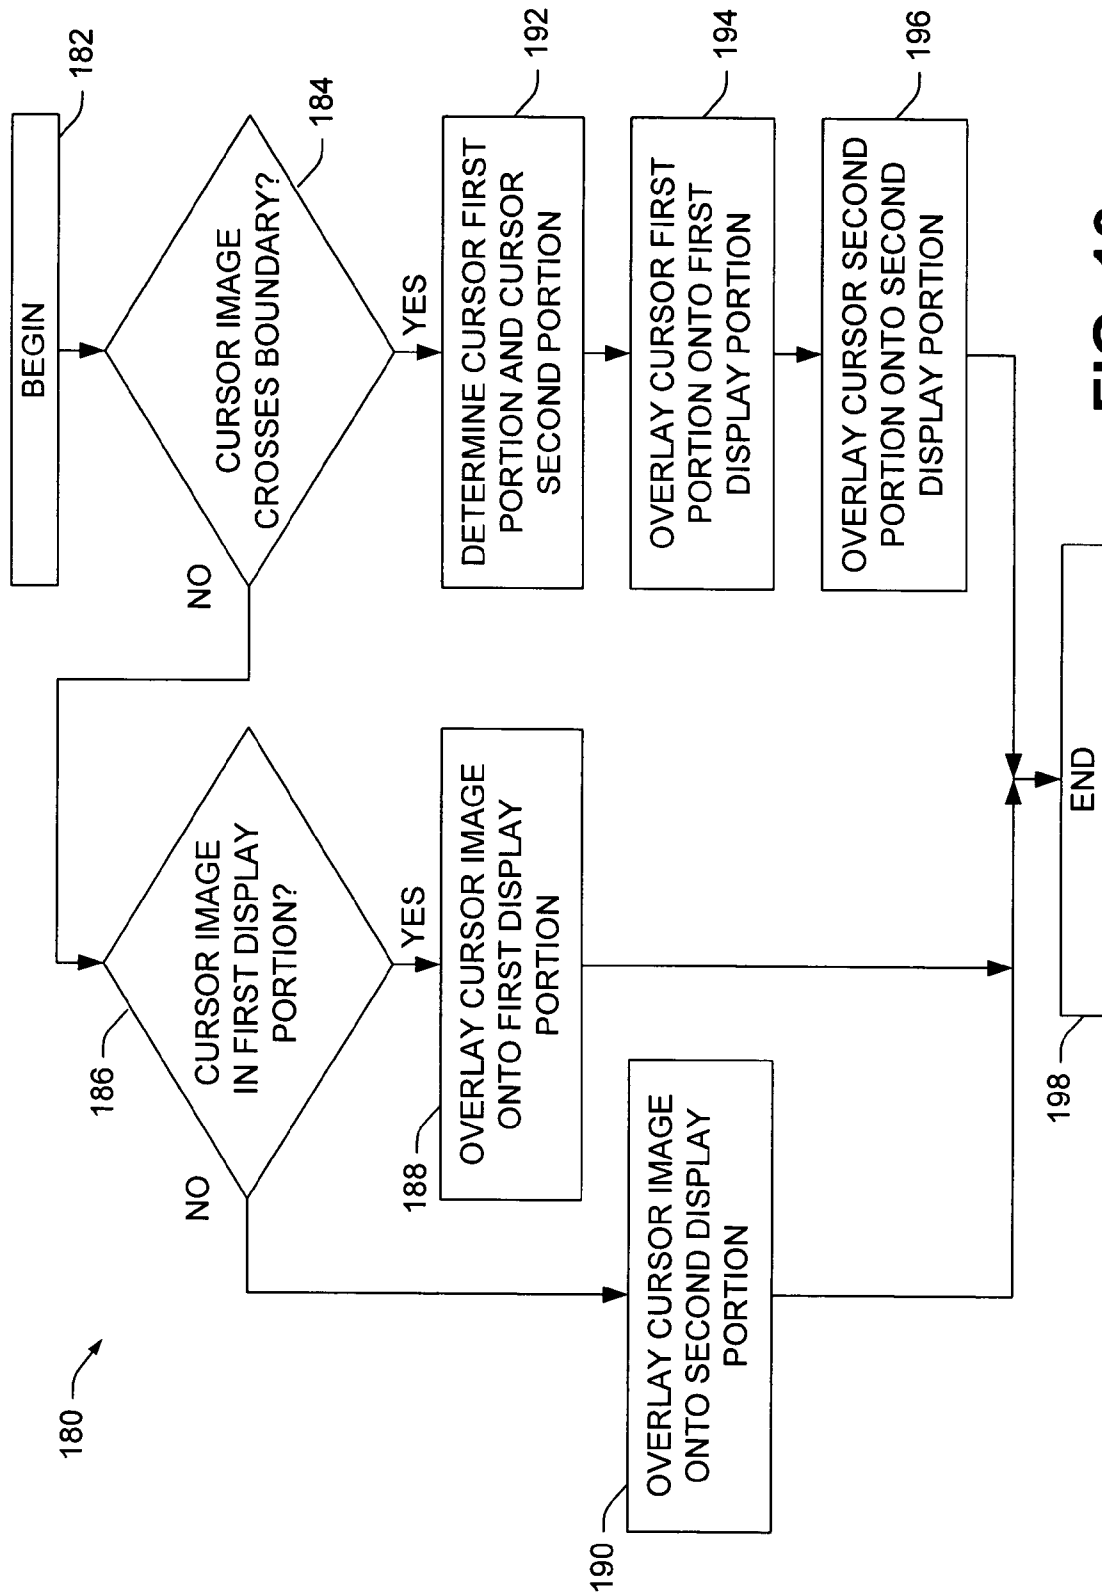 180
BEGIN
182
CURSOR IMAGE
CROSSES BOUNDARY?
184
NO
YES
186
CURSOR IMAGE
IN FIRST DISPLAY
PORTION?
NO
YES
188
OVERLAY CURSOR IMAGE
ONTO FIRST DISPLAY
PORTION
DETERMINE CURSOR FIRST
PORTION AND CURSOR
SECOND PORTION
192
190
OVERLAY CURSOR IMAGE
ONTO SECOND DISPLAY
PORTION
OVERLAY CURSOR FIRST
PORTION ONTO FIRST
DISPLAY PORTION
194
OVERLAY CURSOR SECOND
PORTION ONTO SECOND
DISPLAY PORTION
196
198
END
FIG